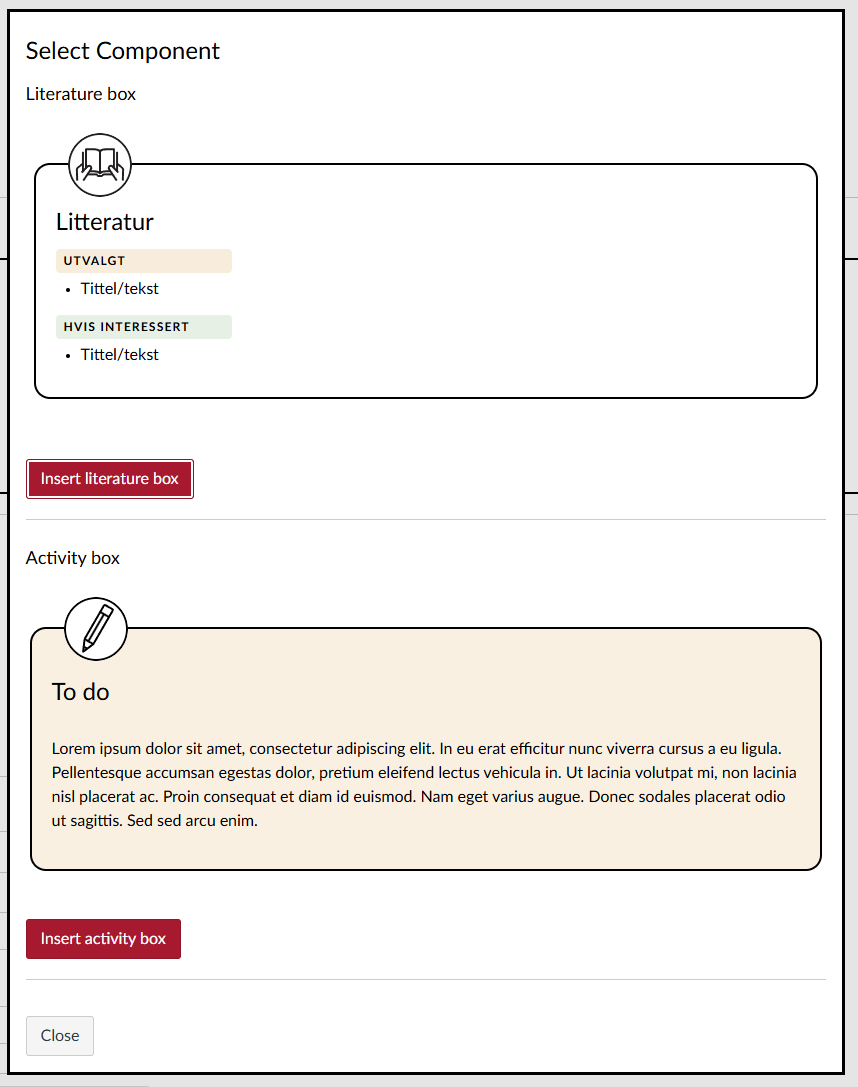 Select Component
Literature box
Litteratur
UTVALGT
Tittel/tekst
HVIS INTERESSERT
Tittel/tekst
Insert literature box
Activity box
To do
Lorem ipsum dolor sit amet, consectetur adipiscing elit. In eu erat efficitur nunc viverra cursus a eu ligula.
Pellentesque accumsan egestas dolor, pretium eleifend lectus vehicula in. Ut lacinia volutpat mi, non lacinia
nisl placerat ac. Proin consequat et diam id euismod. Nam eget varius augue. Donec sodales placerat odio
ut sagittis. Sed sed arcu enim.
Insert activity box
Close